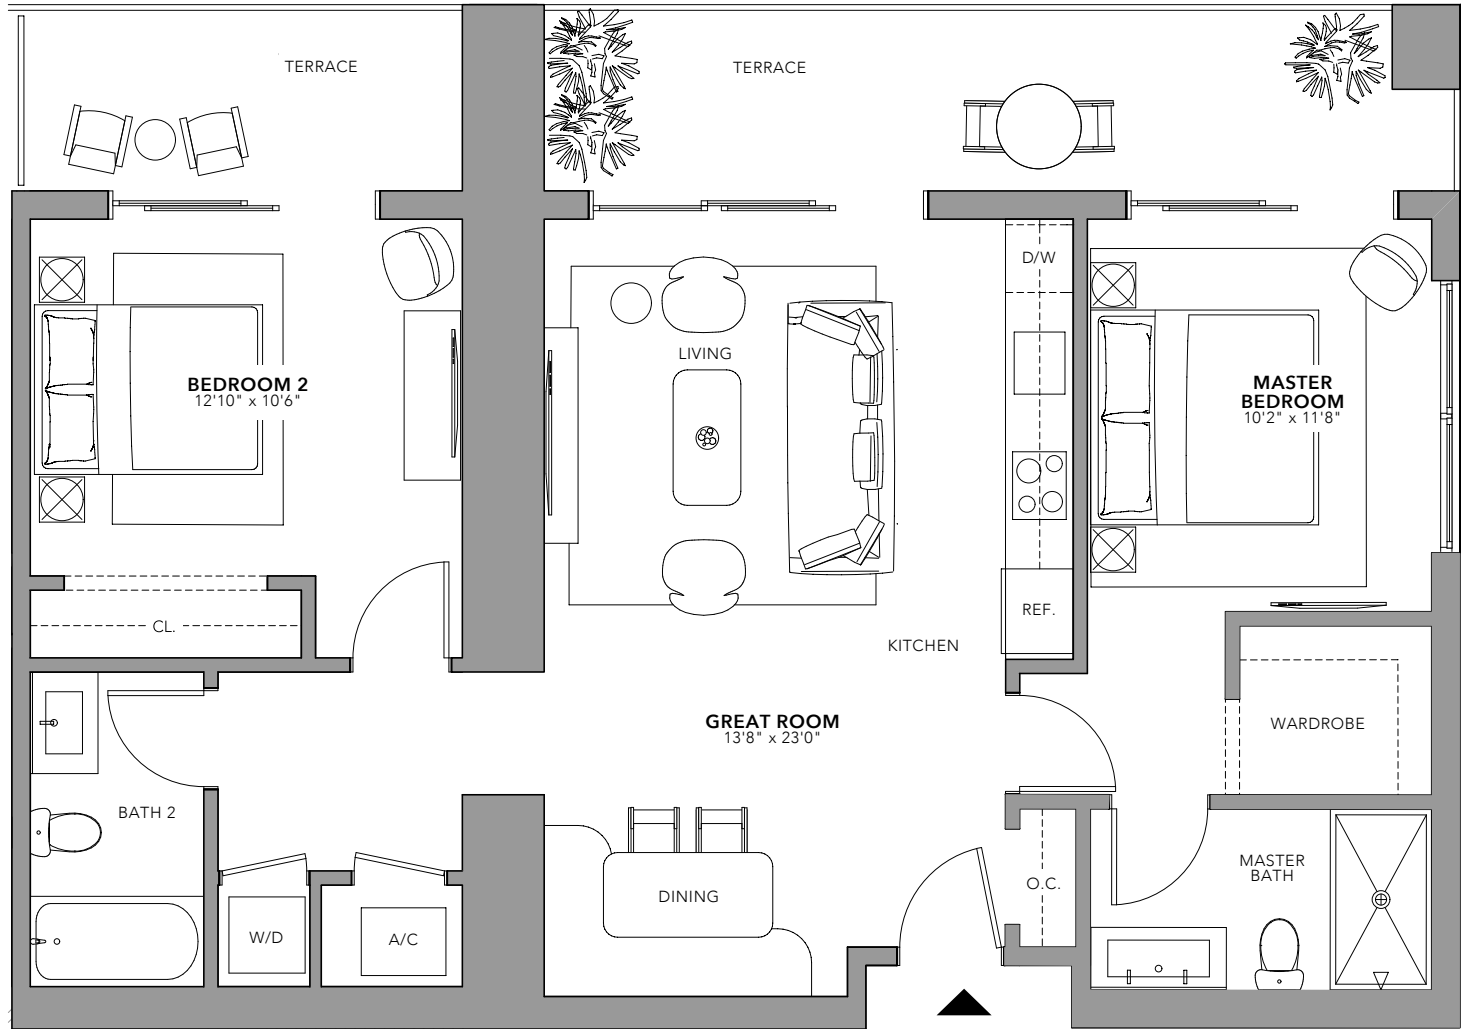 TERRACE
TERRACE
D/W
LIVING
BEDROOM 2
12'10" x 10'6"
MASTER
BEDROOM
10'2" x 11'8"
REF.
CL.
KITCHEN
GREAT ROOM
13'8" x 23'0"
WARDROBE
BATH 2
MASTER
BATH
O.C.
DINING
W/D
A/C